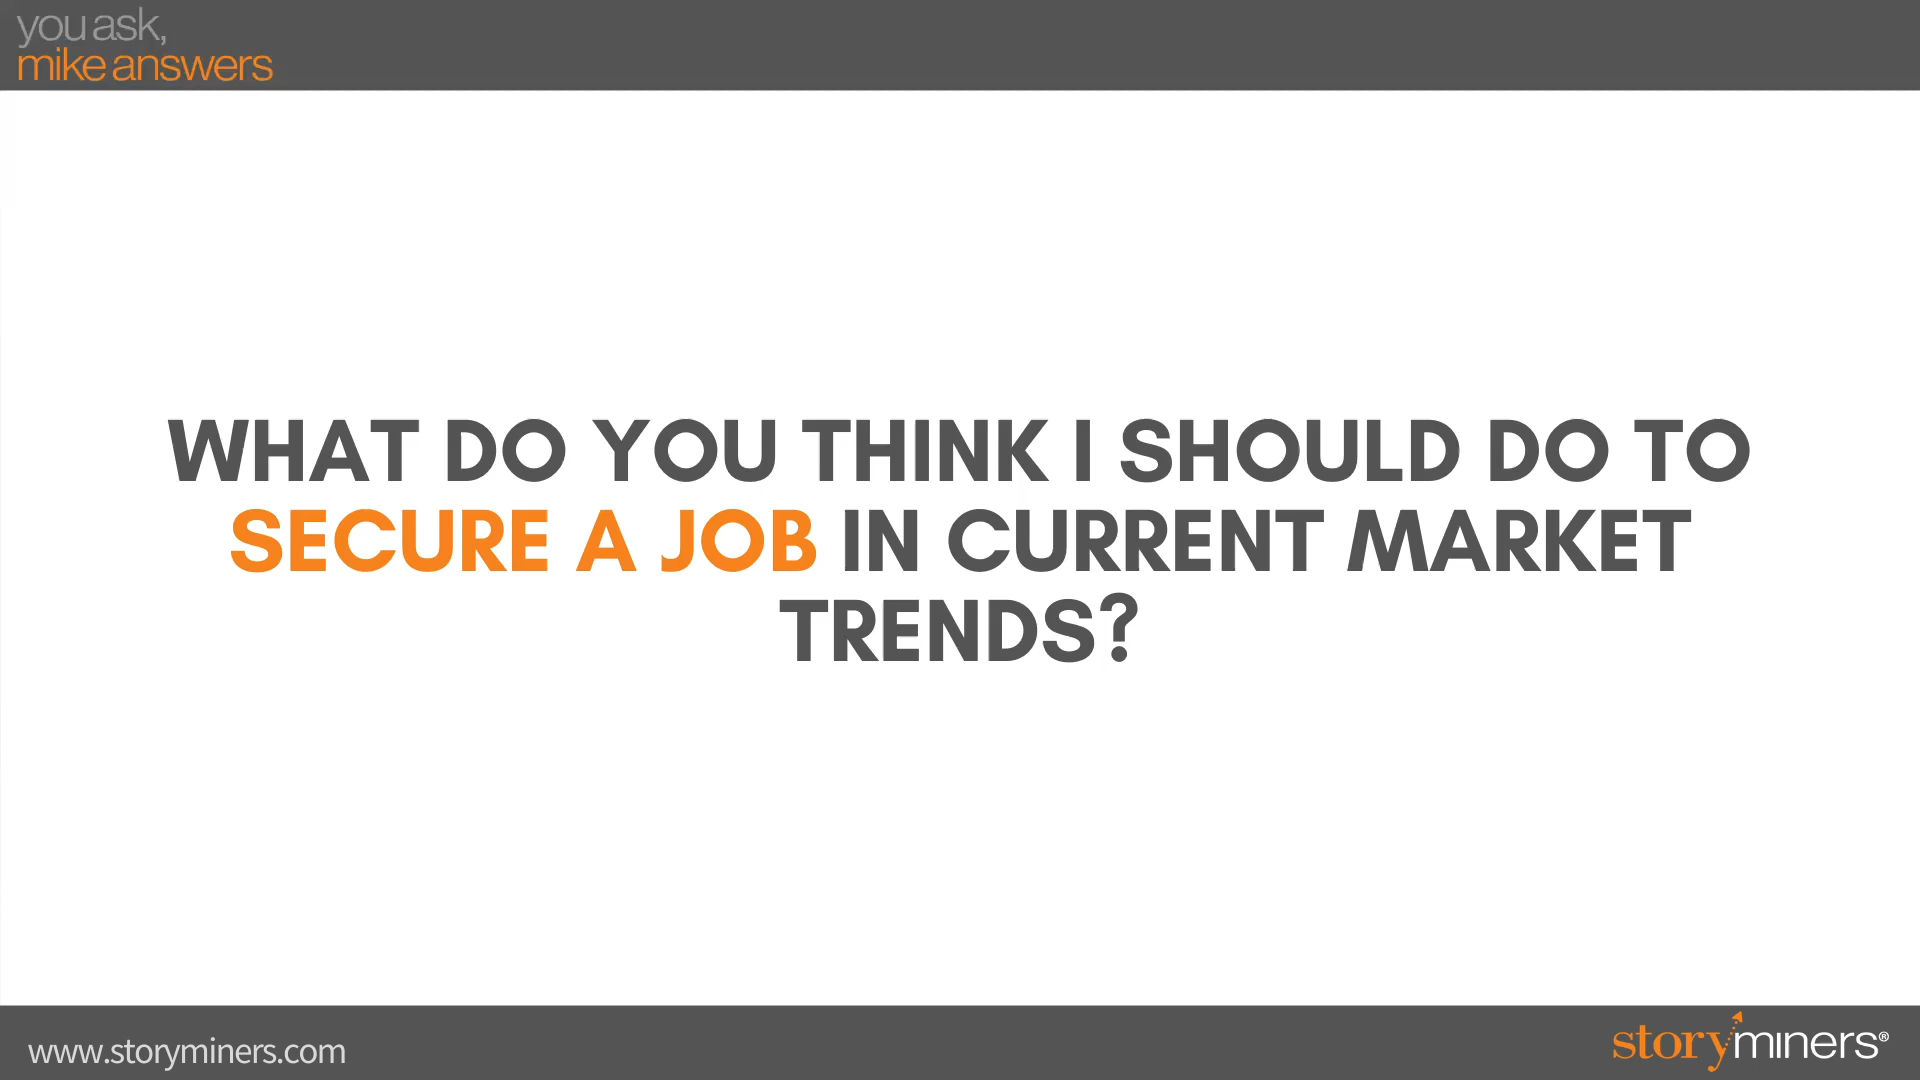 you ask,
mike answers
WHAT DO YOU THINK I SHOULD DO TO
SECURE A JOB IN CURRENT MARKET
TRENDS?
www.storyminers.com
storyminers®